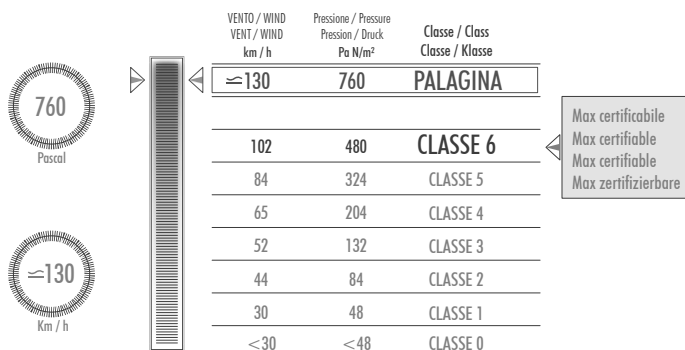 VENTO / WIND
VENT / WIND
km / h
Pressione / Pressure
Pression / Druck
Pa N/m²
Classe / Class
Classe / Klasse
≃130 760 PALAGINA
102 480 CLASSE 6
84 324 CLASSE 5
65 204 CLASSE 4
52 132 CLASSE 3
44 84 CLASSE 2
30 48 CLASSE 1
<30 <48 CLASSE 0
760
Pascal
≃130
Km / h
Max certificabile
Max certifiable
Max certifiable
Max zertifizierbare